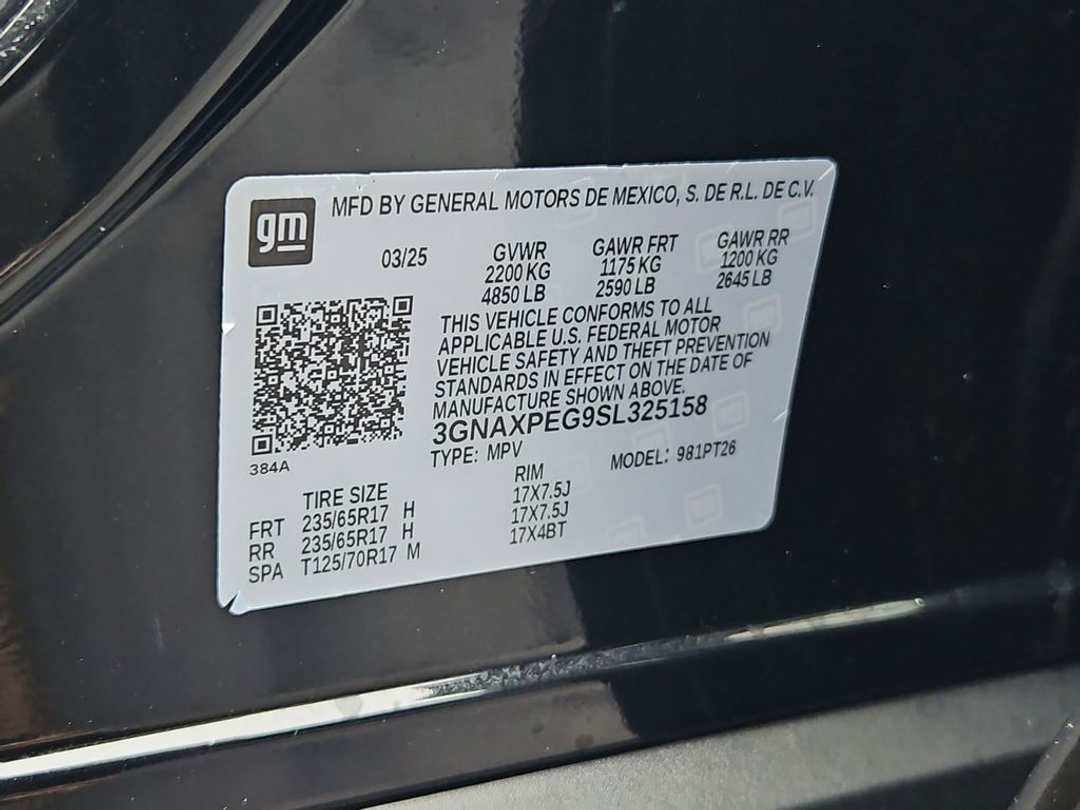 gm
MFD BY GENERAL MOTORS DE MEXICO, S. DE R.L. DE C.V.
03/25 GVWR GAWR FRT GAWR RR
2200 KG 1175 KG 1200 KG
4850 LB 2590 LB 2645 LB
THIS VEHICLE CONFORMS TO ALL
APPLICABLE U.S. FEDERAL MOTOR
VEHICLE SAFETY AND THEFT PREVENTION
STANDARDS IN EFFECT ON THE DATE OF
MANUFACTURE SHOWN ABOVE.
3GNAXPEG9SL325158
TYPE: MPV MODEL: 981PT26
384A
TIRE SIZE RIM
FRT 235/65R17 H 17X7.5J
RR 235/65R17 H 17X7.5J
SPA T125/70R17 M 17X4BT